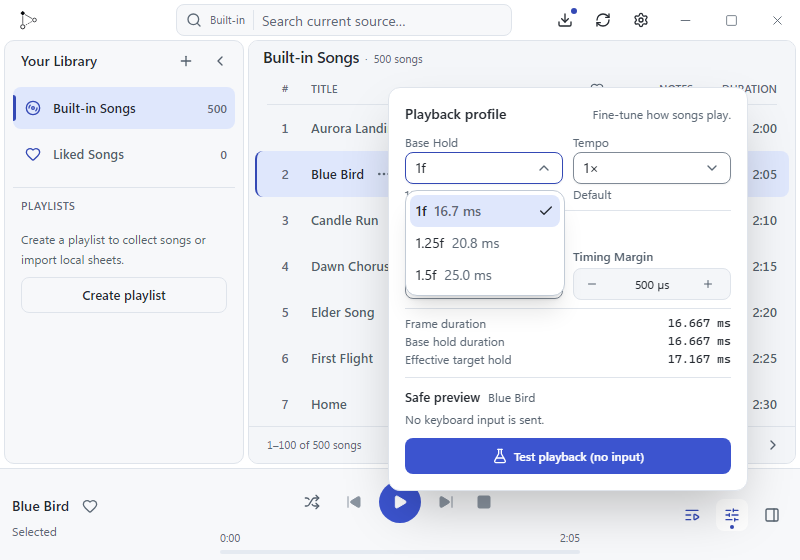 Built-in
Search current source...
Your Library
Built-in Songs 500
Liked Songs 0
PLAYLISTS
Create a playlist to collect songs or
import local sheets.
Create playlist
Built-in Songs · 500 songs
# TITLE NOTES DURATION
1 Aurora Landi 2:00
2 Blue Bird ··· 2:05
3 Candle Run 2:10
4 Dawn Chorus 2:15
5 Elder Song 2:20
6 First Flight 2:25
7 Home 2:30
1–100 of 500 songs
Playback profile Fine-tune how songs play.
Base Hold Tempo
1f 1×
Default
1f 16.7 ms
1.25f 20.8 ms
1.5f 25.0 ms
Timing Margin
− 500 µs +
Frame duration 16.667 ms
Base hold duration 16.667 ms
Effective target hold 17.167 ms
Safe preview Blue Bird
No keyboard input is sent.
Test playback (no input)
Blue Bird
Selected
0:00 2:05